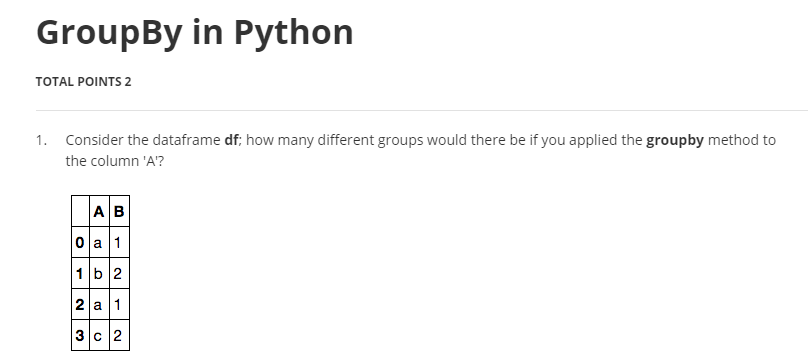 GroupBy in Python
TOTAL POINTS 2
1. Consider the dataframe df; how many different groups would there be if you applied the groupby method to
the column 'A'?
A B
0 a 1
1 b 2
2 a 1
3 c 2